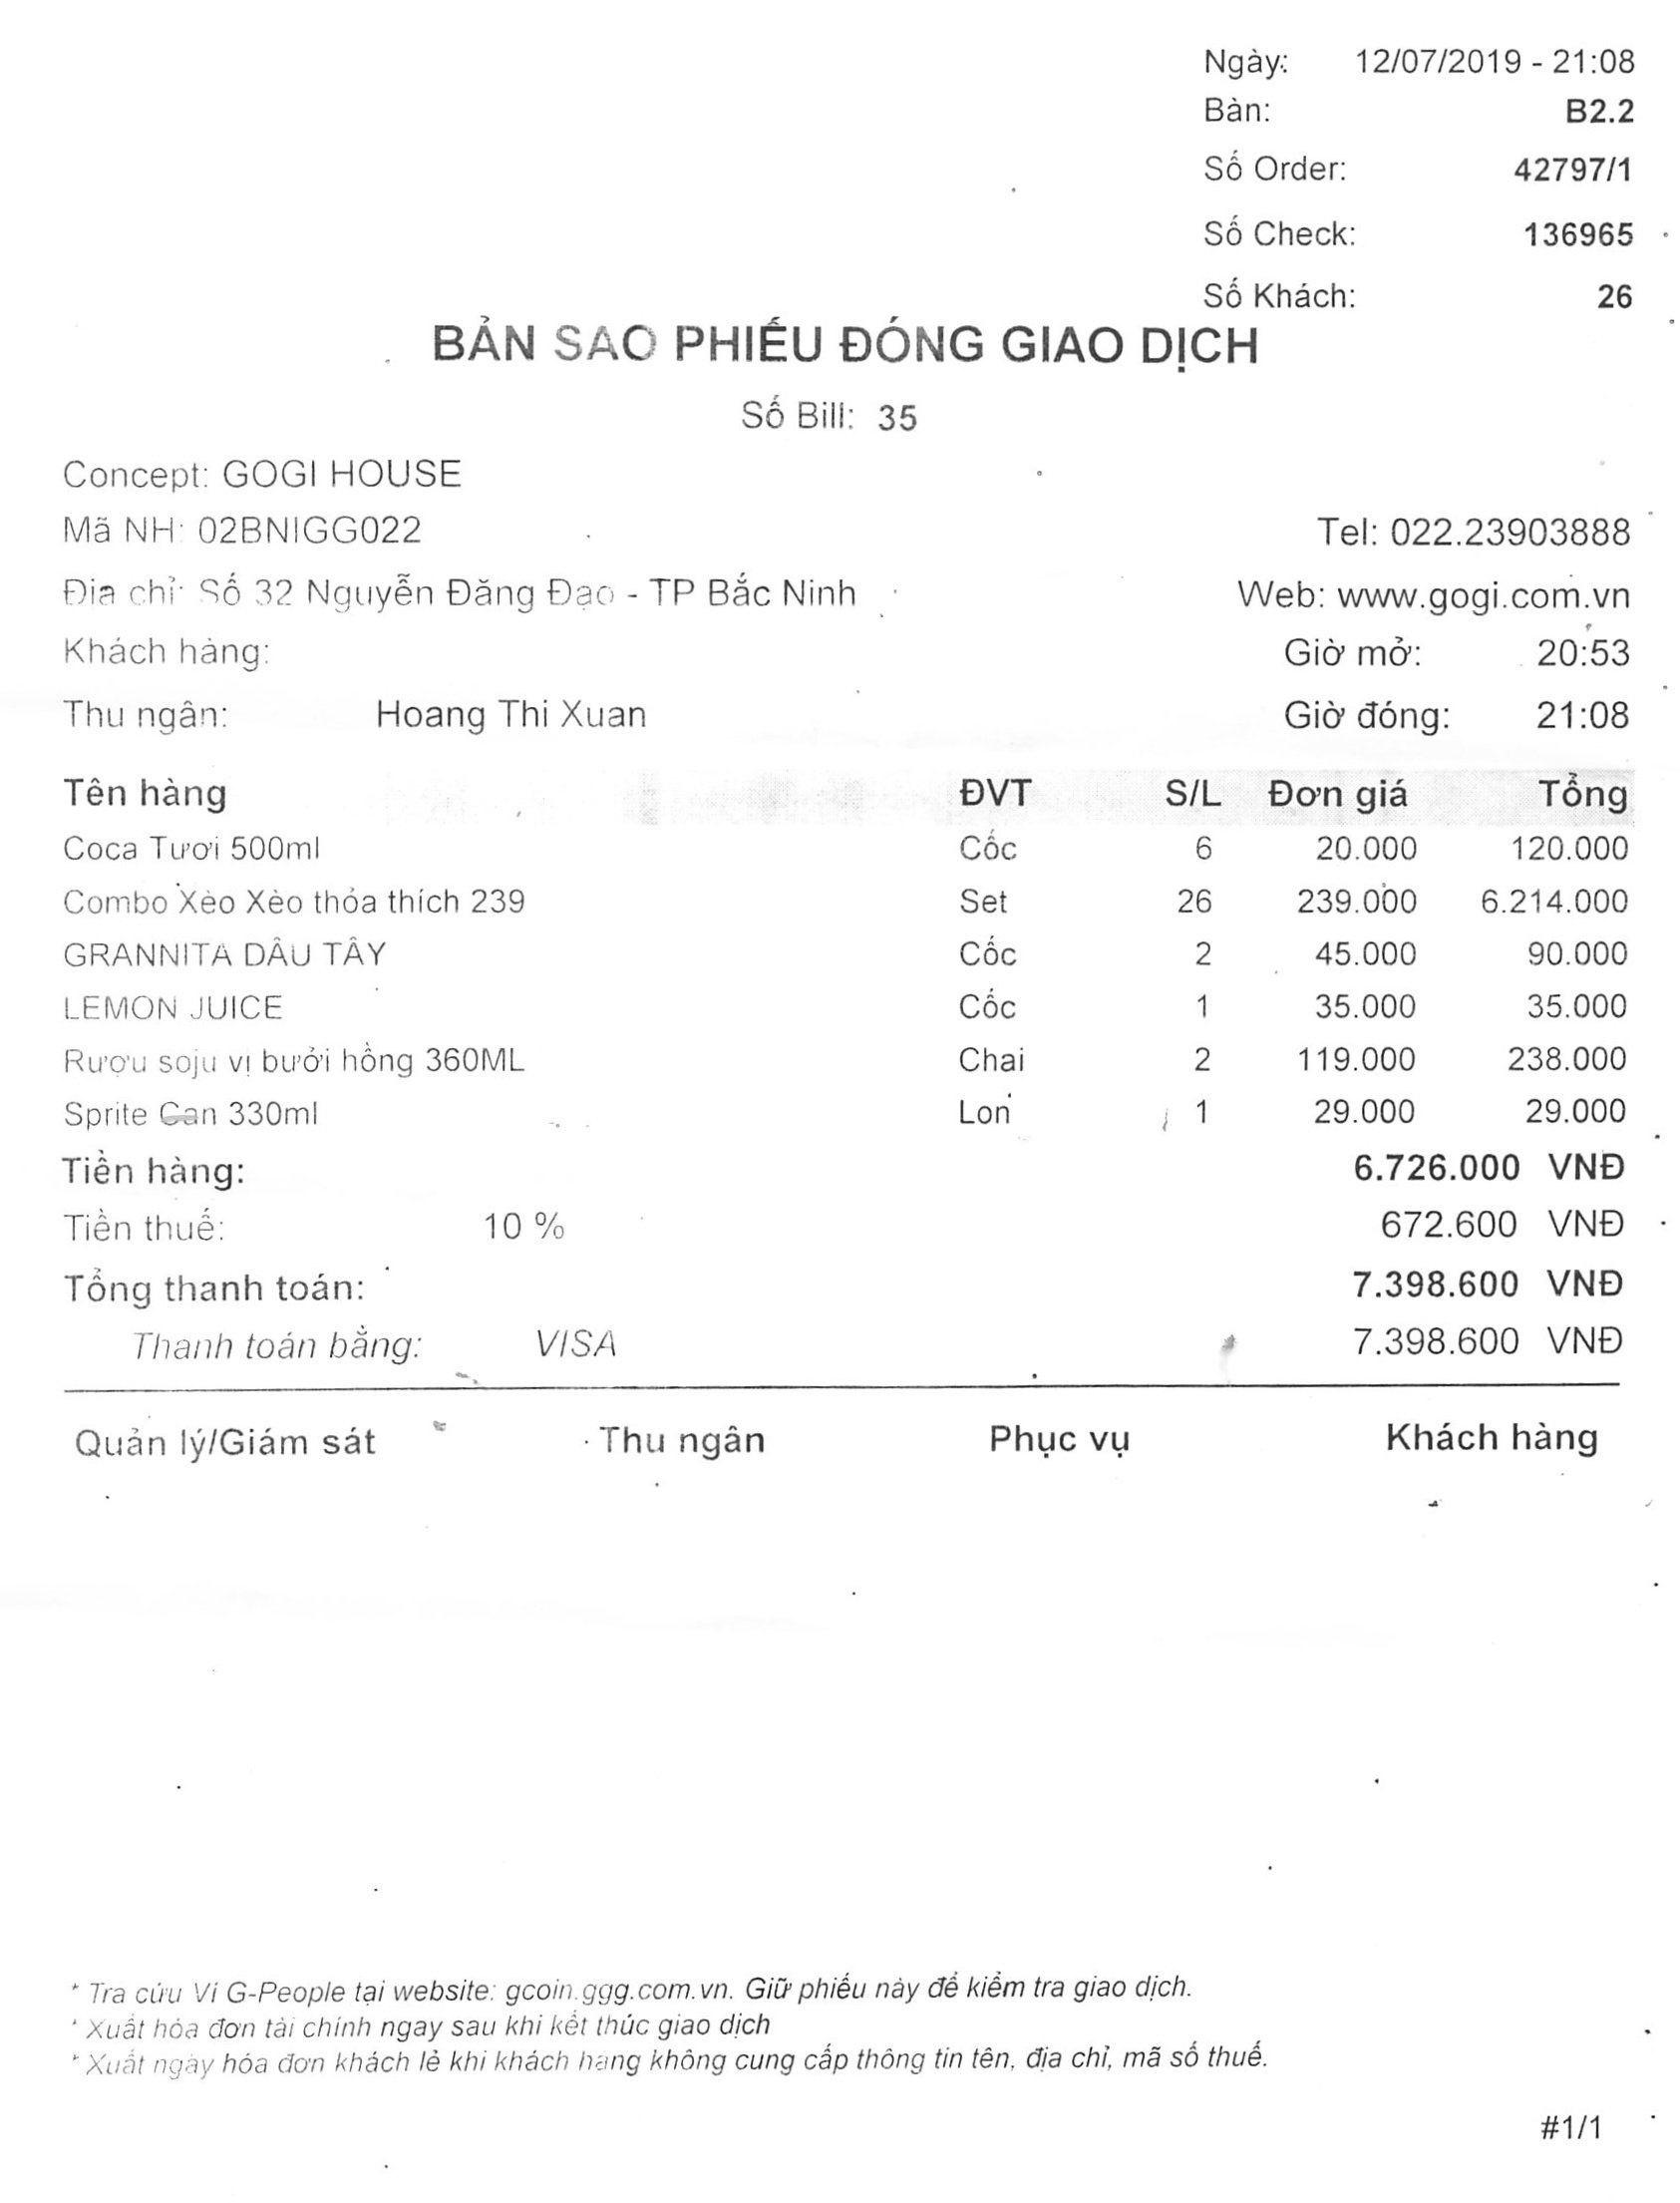 Ngày: 12/07/2019 - 21:08
Bàn: B2.2
Số Order: 42797/1
Số Check: 136965
Số Khách: 26
BẢN SAO PHIẾU ĐÓNG GIAO DỊCH
Số Bill: 35
Concept: GOGI HOUSE
Mã NH: 02BNIGG022 Tel: 022.23903888
Địa chỉ: Số 32 Nguyễn Đăng Đạo - TP Bắc Ninh Web: www.gogi.com.vn
Khách hàng: Giờ mở: 20:53
Thu ngân: Hoang Thi Xuan Giờ đóng: 21:08
Tên hàng ĐVT S/L Đơn giá Tổng
Coca Tươi 500ml Cốc 6 20.000 120.000
Combo Xèo Xèo thỏa thích 239 Set 26 239.000 6.214.000
GRANNITA DÂU TÂY Cốc 2 45.000 90.000
LEMON JUICE Cốc 1 35.000 35.000
Rượu soju vị bưởi hồng 360ML Chai 2 119.000 238.000
Sprite Can 330ml Lon 1 29.000 29.000
Tiền hàng: 6.726.000 VNĐ
Tiền thuế: 10 % 672.600 VNĐ
Tổng thanh toán: 7.398.600 VNĐ
Thanh toán bằng: VISA 7.398.600 VNĐ
Quản lý/Giám sát Thu ngân Phục vụ Khách hàng
* Tra cứu Ví G-People tại website: gcoin.ggg.com.vn. Giữ phiếu này để kiểm tra giao dịch.
* Xuất hóa đơn tài chính ngay sau khi kết thúc giao dịch
* Xuất ngày hóa đơn khách lẻ khi khách hàng không cung cấp thông tin tên, địa chỉ, mã số thuế.
#1/1